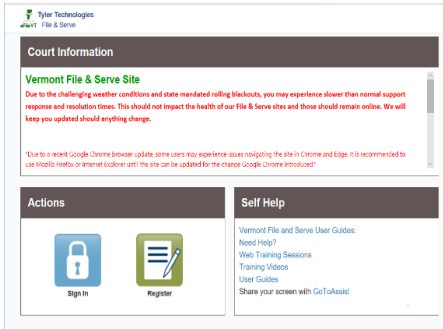 Tyler Technologies
eFileVT File & Serve
Court Information
Vermont File & Serve Site
Due to the challenging weather conditions and state mandated rolling blackouts, you may experience slower than normal support
response and resolution times. This should not impact the health of our File & Serve sites and those should remain online. We will
keep you updated should anything change.
"Due to a recent Google Chrome browser update, some users may experience issues navigating the site in Chrome and Edge. It is recommended to
use Mozilla Firefox or Internet Explorer until the site can be updated for the change Google Chrome introduced."
Actions
Sign In
Register
Self Help
Vermont File and Serve User Guides:
Need Help?
Web Training Sessions
Training Videos
User Guides
Share your screen with GoToAssist